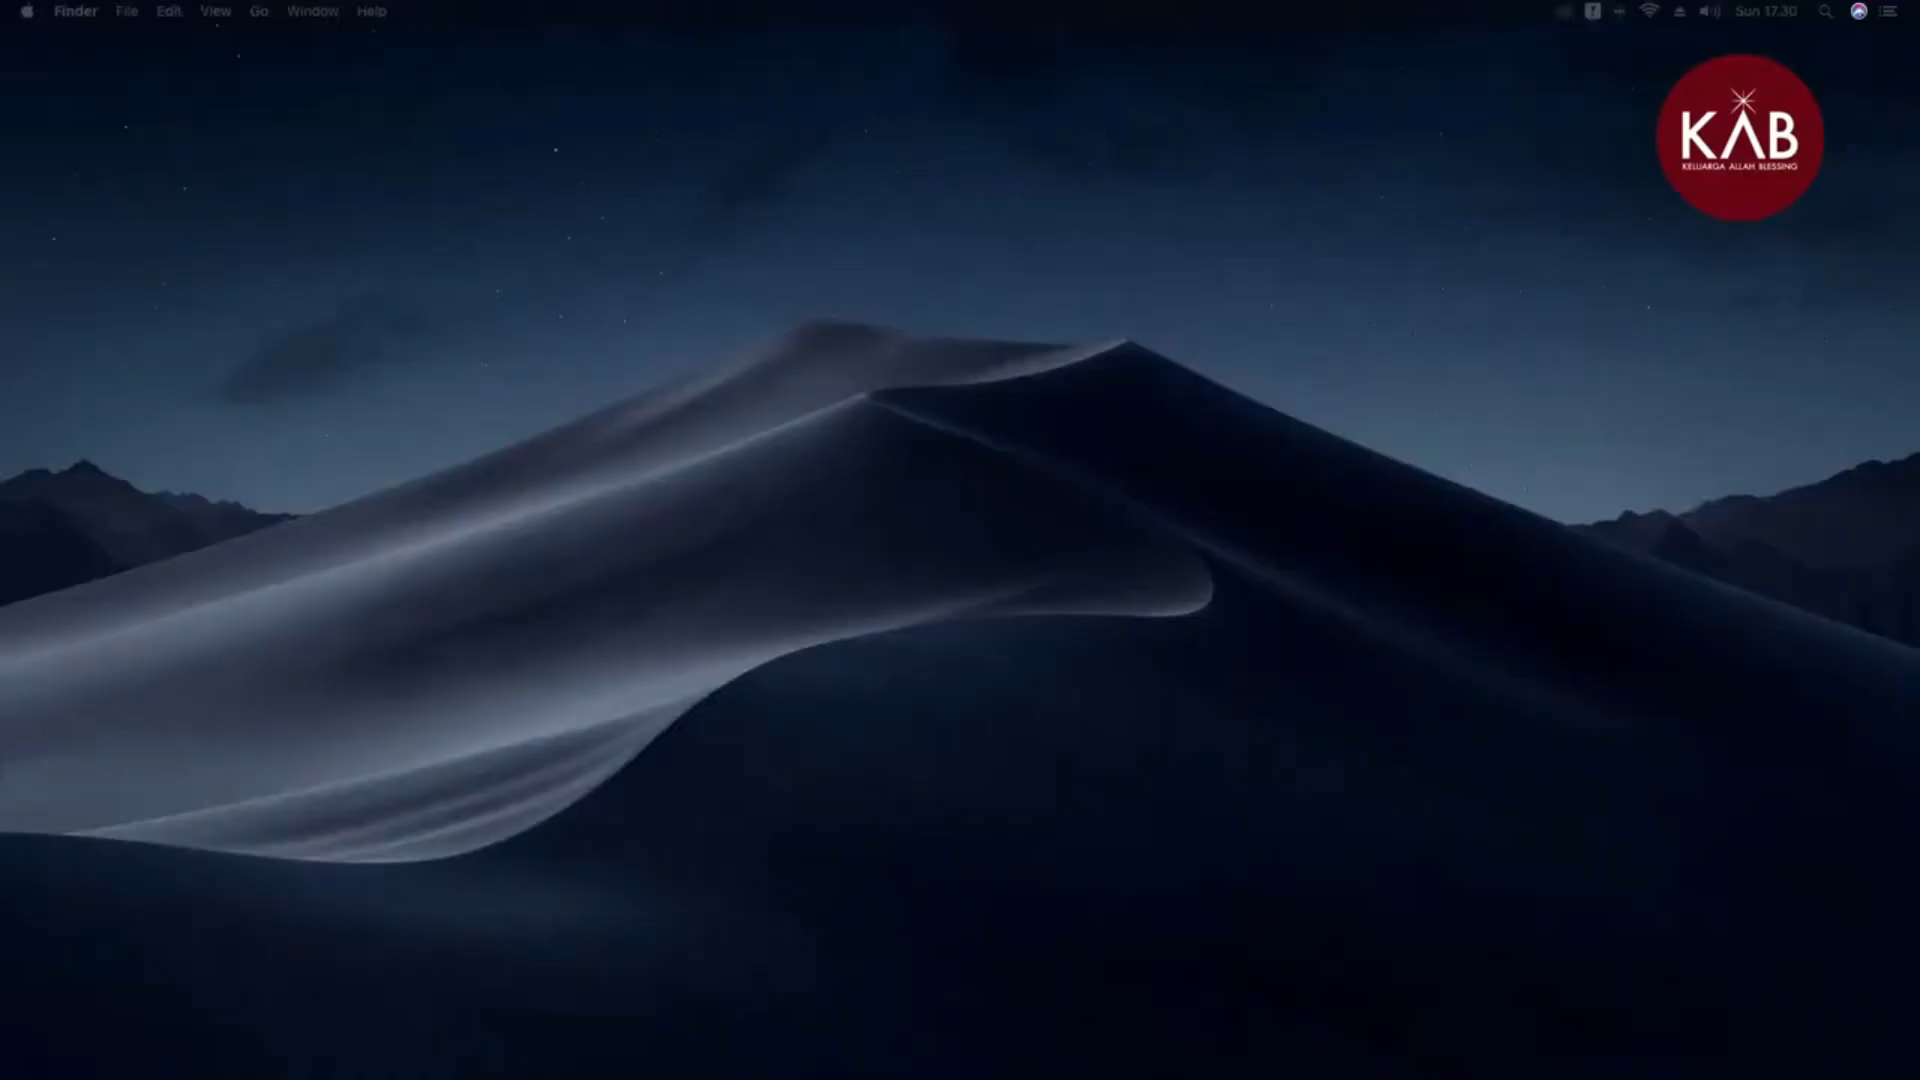 Finder File Edit View Go Window Help
Sun 17.30
KAB
KELUARGA ALLAH BLESSING